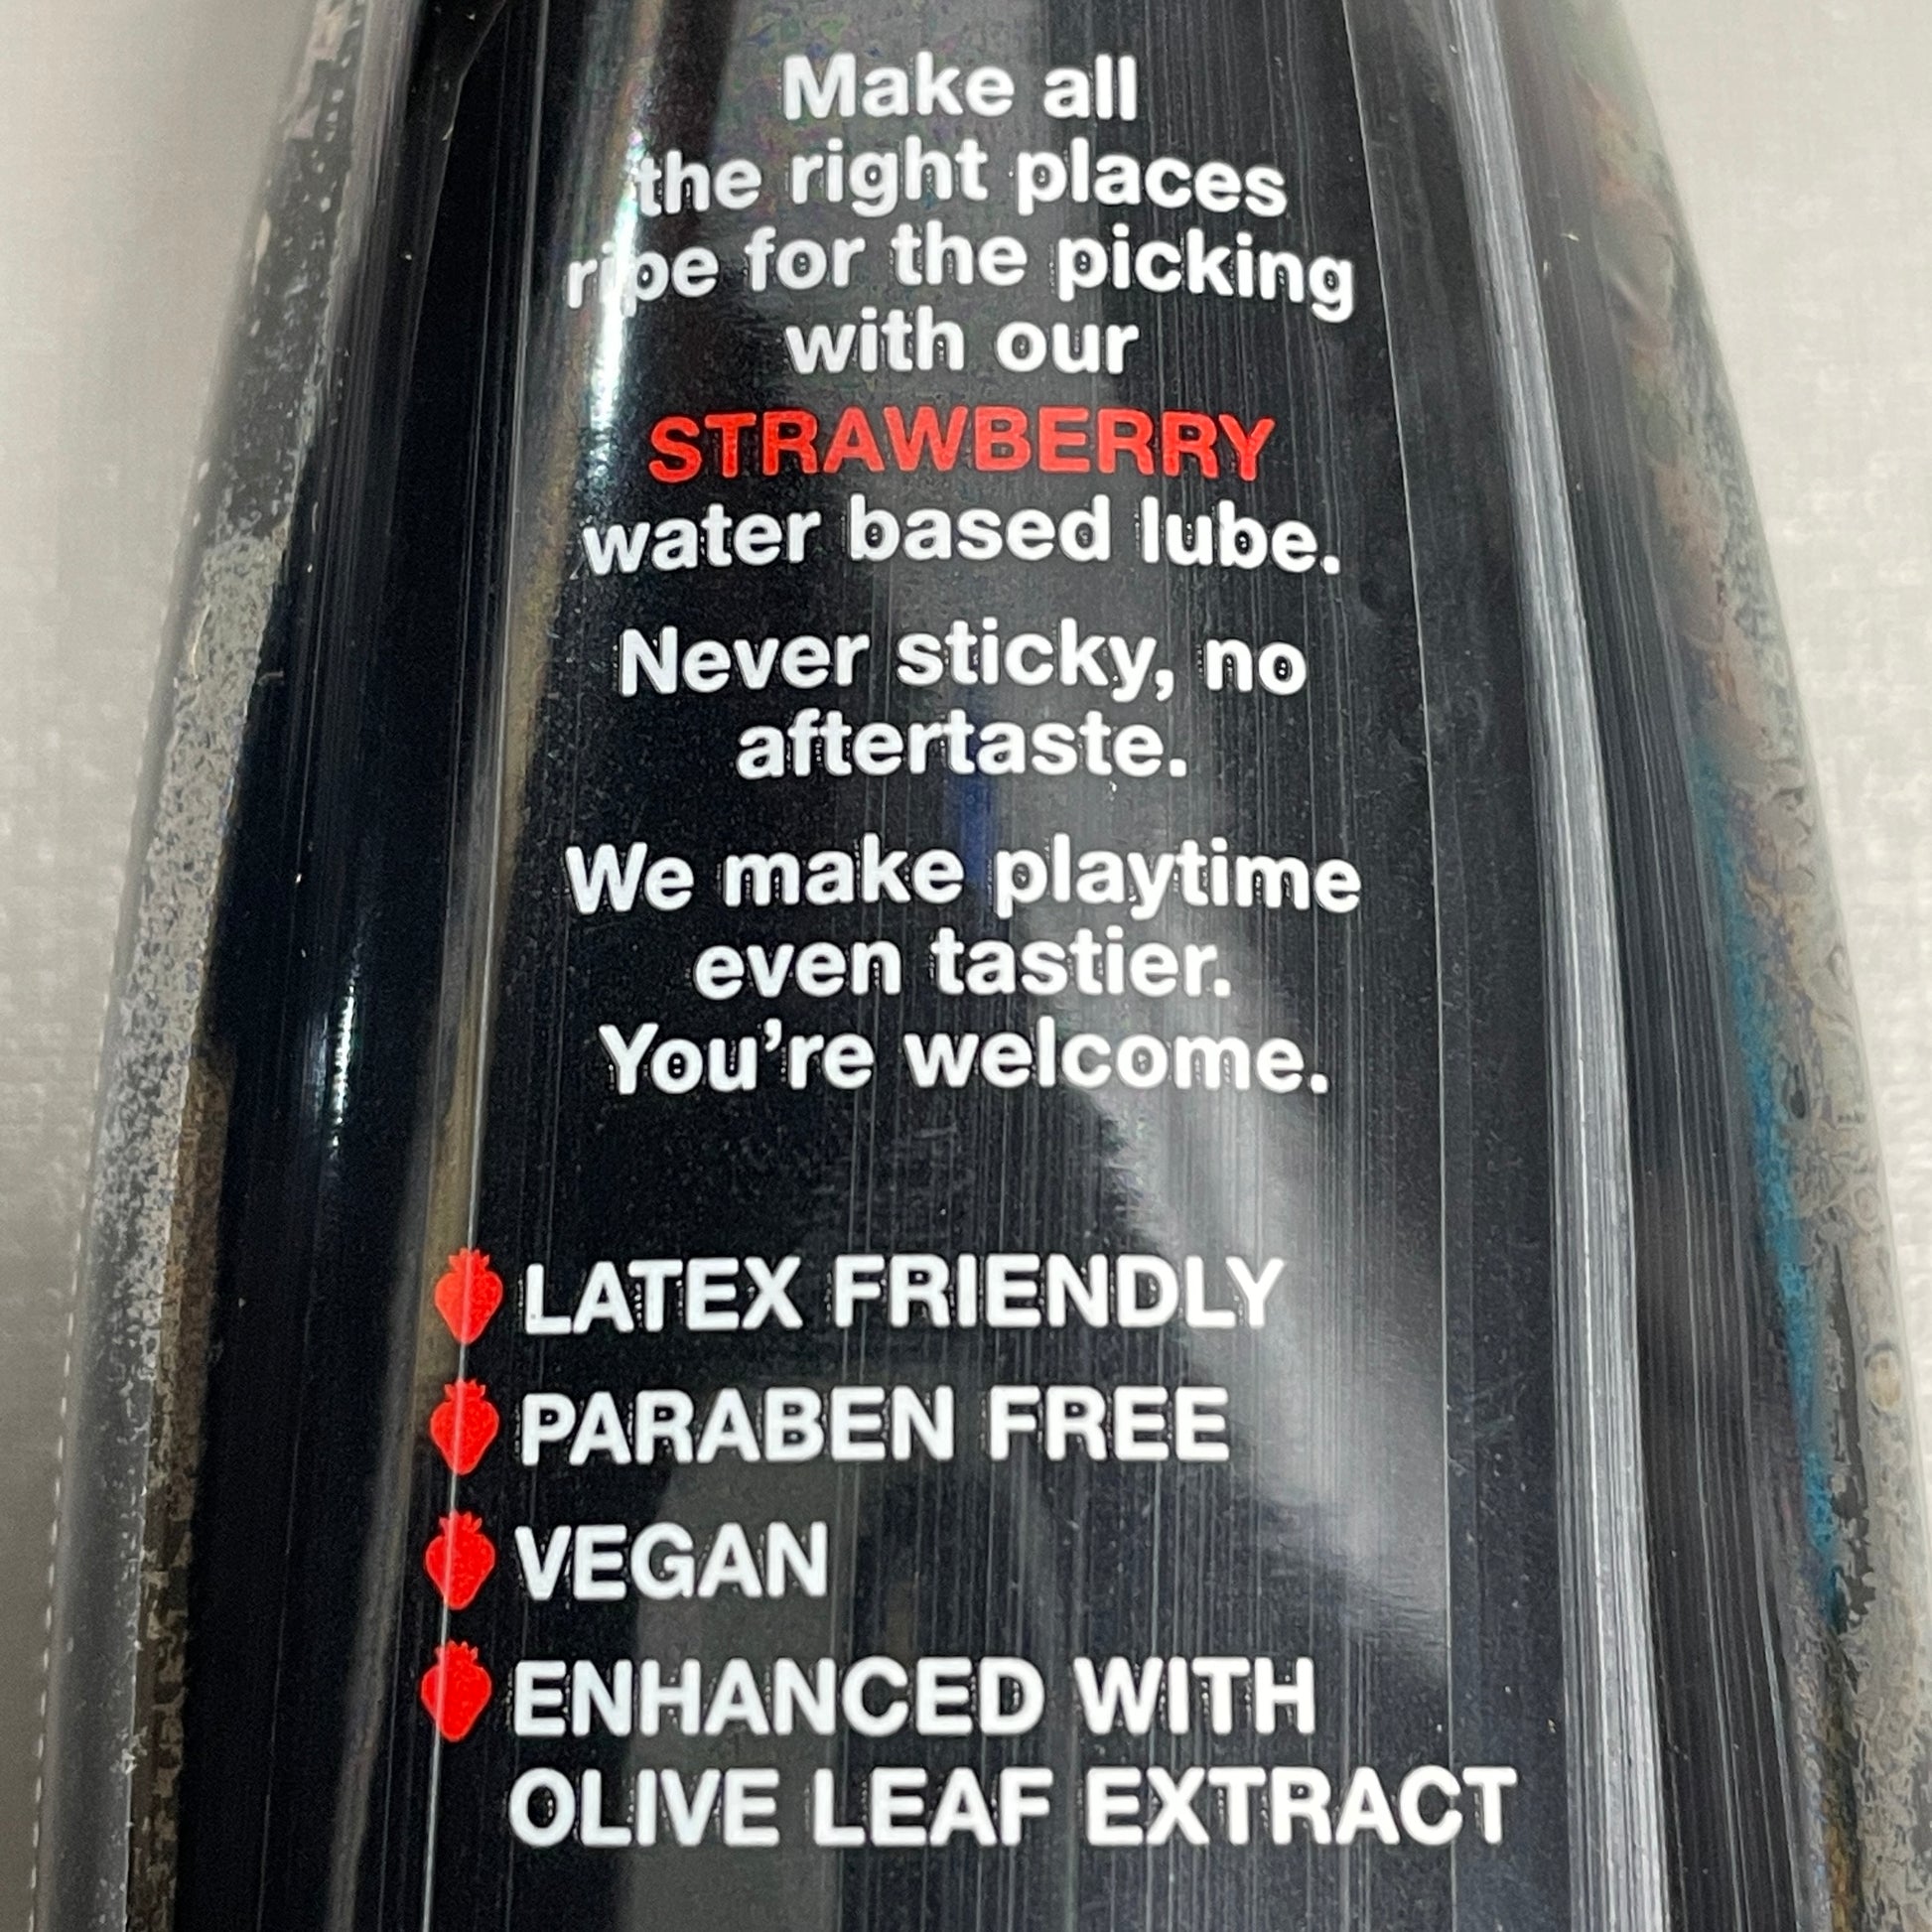 Make all
the right places
ripe for the picking
with our
STRAWBERRY
water based lube.
Never sticky, no
aftertaste.
We make playtime
even tastier.
You're welcome.
LATEX FRIENDLY
PARABEN FREE
VEGAN
ENHANCED WITH
OLIVE LEAF EXTRACT